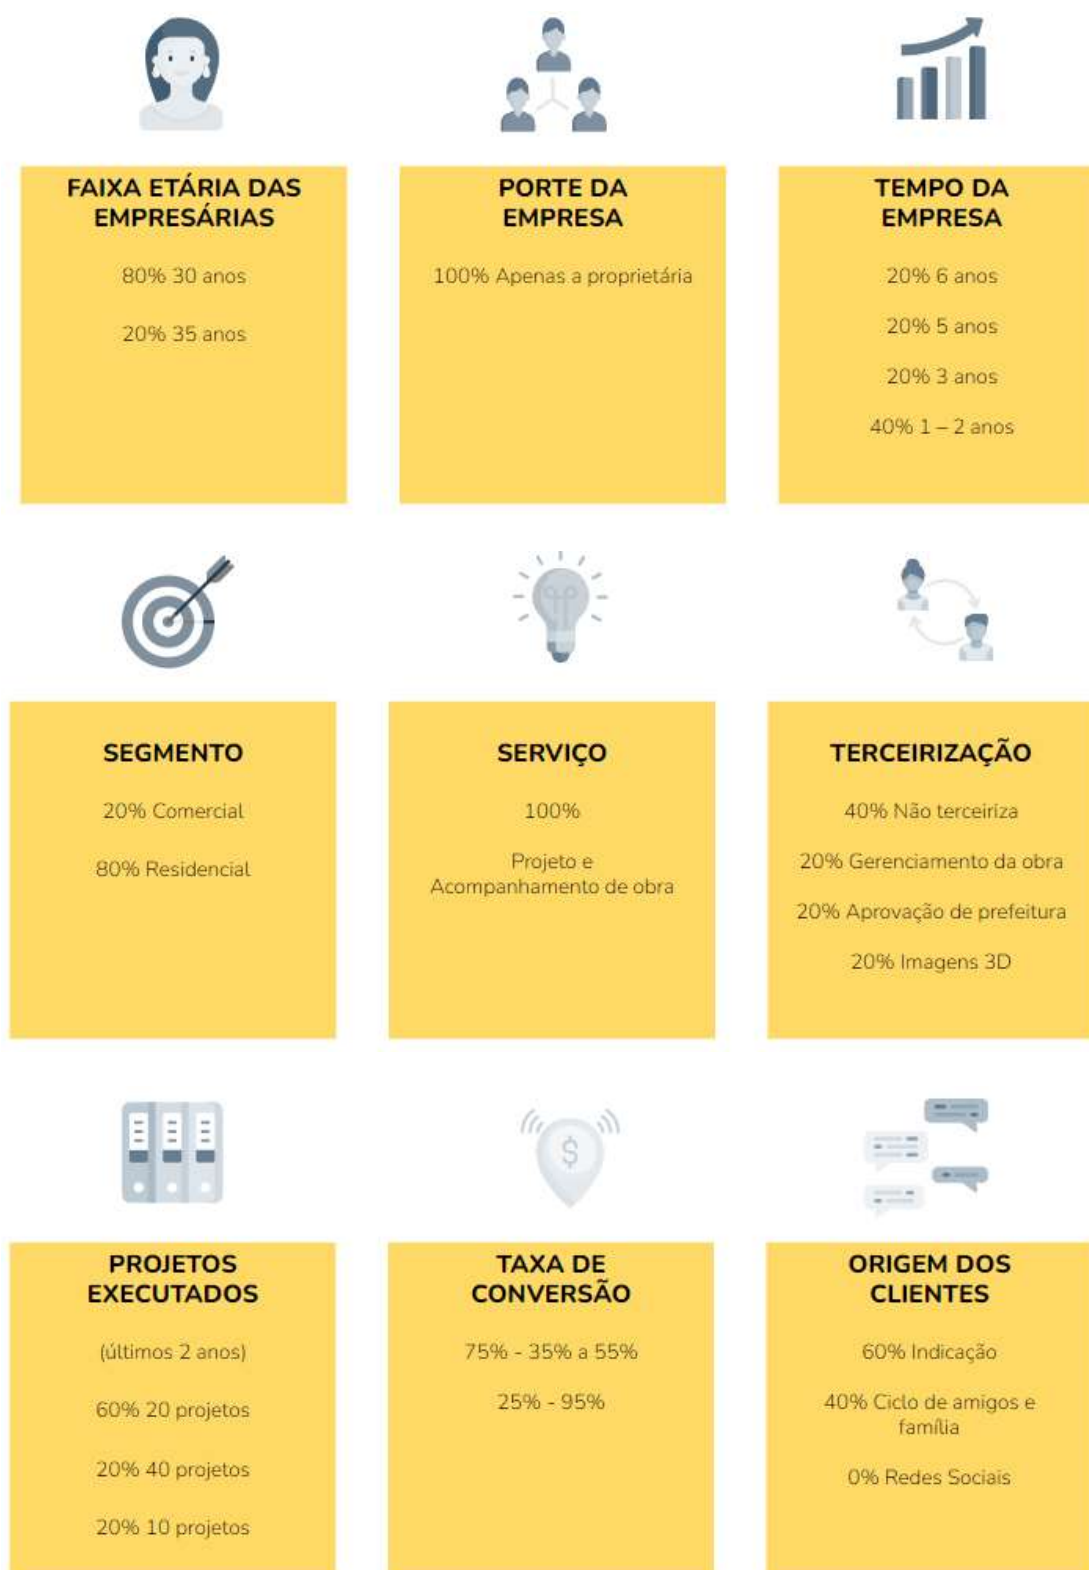 FAIXA ETÁRIA DAS
EMPRESÁRIAS
80% 30 anos
20% 35 anos
PORTE DA
EMPRESA
100% Apenas a proprietária
TEMPO DA
EMPRESA
20% 6 anos
20% 5 anos
20% 3 anos
40% 1 – 2 anos
SEGMENTO
20% Comercial
80% Residencial
SERVIÇO
100%
Projeto e
Acompanhamento de obra
TERCEIRIZAÇÃO
40% Não terceiriza
20% Gerenciamento da obra
20% Aprovação de prefeitura
20% Imagens 3D
PROJETOS
EXECUTADOS
(últimos 2 anos)
60% 20 projetos
20% 40 projetos
20% 10 projetos
TAXA DE
CONVERSÃO
75% - 35% a 55%
25% - 95%
ORIGEM DOS
CLIENTES
60% Indicação
40% Ciclo de amigos e
família
0% Redes Sociais